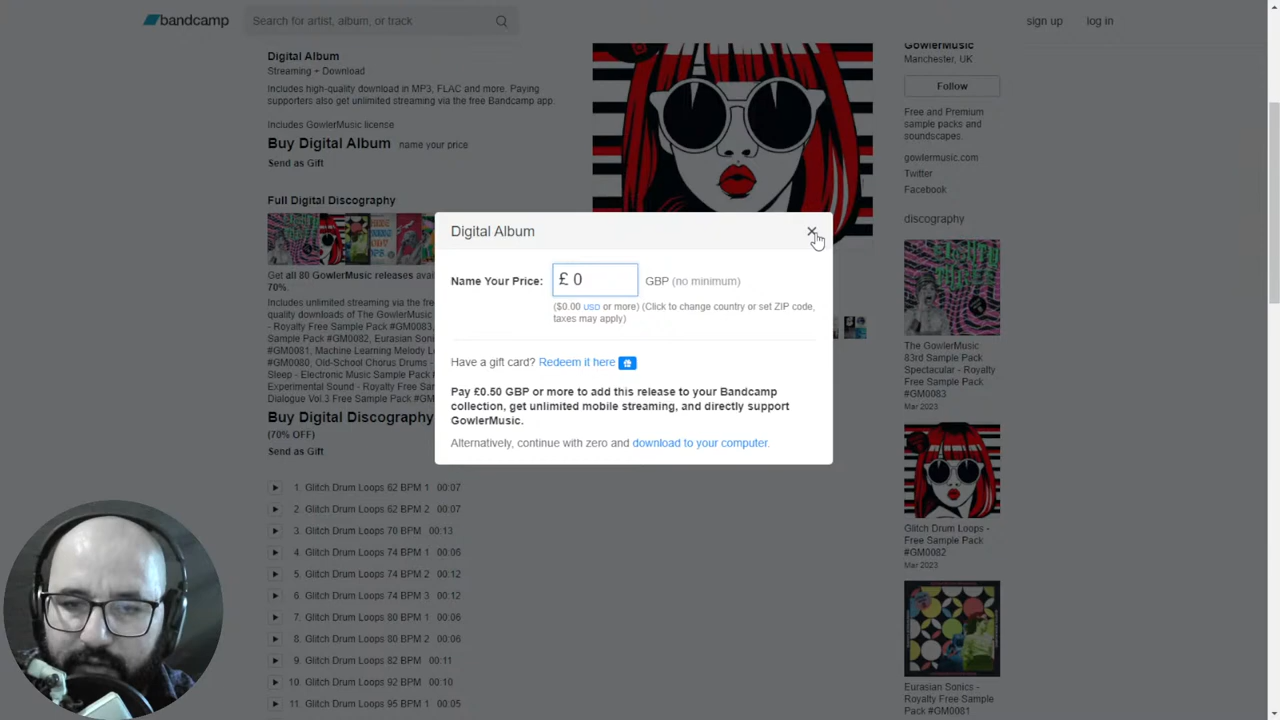 bandcamp
Search for artist, album, or track
sign up
log in
Digital Album
Streaming + Download
Includes high-quality download in MP3, FLAC and more. Paying
supporters also get unlimited streaming via the free Bandcamp app.
Includes GowlerMusic license
Buy Digital Album name your price
Send as Gift
Full Digital Discography
Get all 80 GowlerMusic releases
70%.
Includes unlimited streaming via
quality downloads of The GowlerM
- Royalty Free Sample Pack #GM0083,
Sample Pack #GM0082, Eurasian Sonic
#GM0081, Machine Learning Melody Lo
#GM0080, Old-School Chorus Drums -
Sleep - Electronic Music Sample Pack #
Experimental Sound - Royalty Free Sam
Dialogue Vol 3 Free Sample Pack #GM0
Buy Digital Discography
(70% OFF)
Send as Gift
1. Glitch Drum Loops 62 BPM 1 00:07
2. Glitch Drum Loops 62 BPM 2 00:07
3. Glitch Drum Loops 70 BPM 00:13
4. Glitch Drum Loops 74 BPM 1 00:06
5. Glitch Drum Loops 74 BPM 2 00:12
6. Glitch Drum Loops 74 BPM 3 00:12
7. Glitch Drum Loops 80 BPM 1 00:06
8. Glitch Drum Loops 80 BPM 2 00:06
9. Glitch Drum Loops 82 BPM 00:11
10. Glitch Drum Loops 92 BPM 00:10
11. Glitch Drum Loops 95 BPM 1 00:05
Digital Album
Name Your Price: £ 0 GBP (no minimum)
($0.00 USD or more) (Click to change country or set ZIP code,
taxes may apply)
Have a gift card? Redeem it here
Pay £0.50 GBP or more to add this release to your Bandcamp
collection, get unlimited mobile streaming, and directly support
GowlerMusic.
Alternatively, continue with zero and download to your computer.
GowlerMusic
Manchester, UK
Follow
Free and Premium
sample packs and
soundscapes.
gowlermusic.com
Twitter
Facebook
discography
The GowlerMusic
83rd Sample Pack
Spectacular - Royalty
Free Sample Pack
#GM0083
Mar 2023
Glitch Drum Loops -
Free Sample Pack
#GM0082
Mar 2023
Eurasian Sonics -
Royalty Free Sample
Pack #GM0081